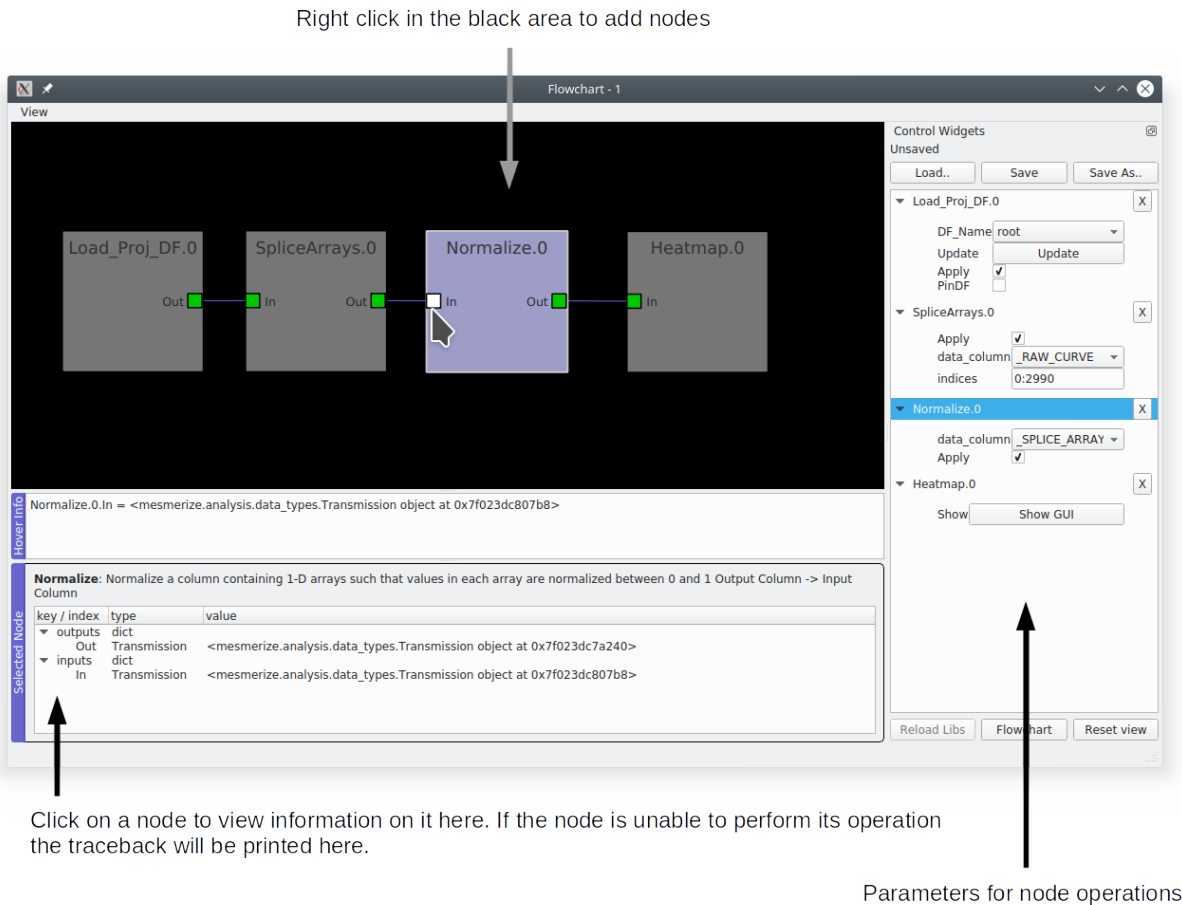 Right click in the black area to add nodes
Flowchart - 1
View
Load_Proj_DF.0
Out
SpliceArrays.0
In
Out
Normalize.0
In
Out
Heatmap.0
In
Control Widgets
Unsaved
Load..
Save
Save As..
Load_Proj_DF.0
X
DF_Name
root
Update
Update
Apply
PinDF
SpliceArrays.0
X
Apply
data_column
_RAW_CURVE
indices
0:2990
Normalize.0
X
data_column
_SPLICE_ARRAY
Apply
Heatmap.0
X
Show
Show GUI
Reload Libs
Flowchart
Reset view
Hover Info
Normalize.0.In = <mesmerize.analysis.data_types.Transmission object at 0x7f023dc807b8>
Selected Node
Normalize: Normalize a column containing 1-D arrays such that values in each array are normalized between 0 and 1 Output Column -> Input
Column
key / index type value
outputs dict
Out Transmission <mesmerize.analysis.data_types.Transmission object at 0x7f023dc7a240>
inputs dict
In Transmission <mesmerize.analysis.data_types.Transmission object at 0x7f023dc807b8>
Click on a node to view information on it here. If the node is unable to perform its operation
the traceback will be printed here.
Parameters for node operations